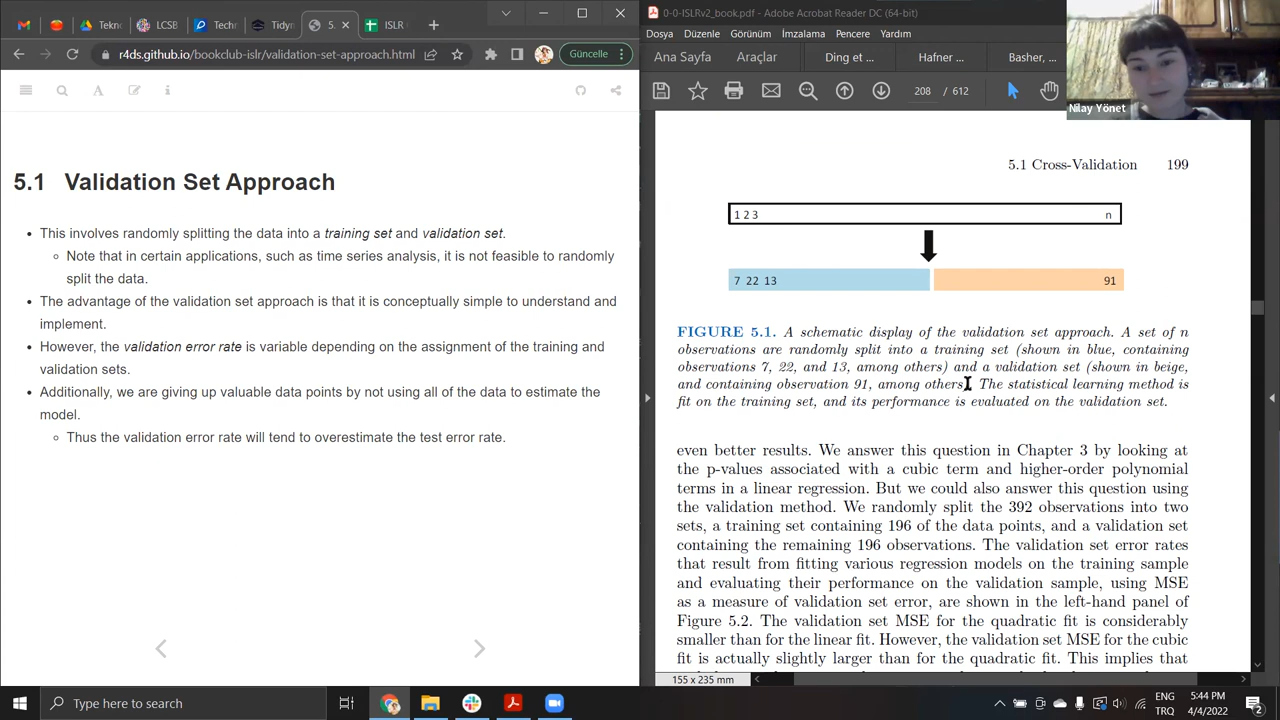 Tekno
LCSB
Techr
Tidyn
5.
ISLR
r4ds.github.io/bookclub-islr/validation-set-approach.html
Güncelle
5.1 Validation Set Approach
This involves randomly splitting the data into a training set and validation set.
Note that in certain applications, such as time series analysis, it is not feasible to randomly
split the data.
The advantage of the validation set approach is that it is conceptually simple to understand and
implement.
However, the validation error rate is variable depending on the assignment of the training and
validation sets.
Additionally, we are giving up valuable data points by not using all of the data to estimate the
model.
Thus the validation error rate will tend to overestimate the test error rate.
0-0-ISLRv2_book.pdf - Adobe Acrobat Reader DC (64-bit)
Dosya Düzenle Görünüm İmzalama Pencere Yardım
Ana Sayfa Araçlar Ding et ... Hafner ... Basher, ...
208 / 612
Nilay Yönet
5.1 Cross-Validation 199
1 2 3 n
7 22 13 91
FIGURE 5.1. A schematic display of the validation set approach. A set of n
observations are randomly split into a training set (shown in blue, containing
observations 7, 22, and 13, among others) and a validation set (shown in beige,
and containing observation 91, among others). The statistical learning method is
fit on the training set, and its performance is evaluated on the validation set.
even better results. We answer this question in Chapter 3 by looking at
the p-values associated with a cubic term and higher-order polynomial
terms in a linear regression. But we could also answer this question using
the validation method. We randomly split the 392 observations into two
sets, a training set containing 196 of the data points, and a validation set
containing the remaining 196 observations. The validation set error rates
that result from fitting various regression models on the training sample
and evaluating their performance on the validation sample, using MSE
as a measure of validation set error, are shown in the left-hand panel of
Figure 5.2. The validation set MSE for the quadratic fit is considerably
smaller than for the linear fit. However, the validation set MSE for the cubic
fit is actually slightly larger than for the quadratic fit. This implies that
155 x 235 mm
Type here to search
ENG
TRQ
5:44 PM
4/4/2022
2